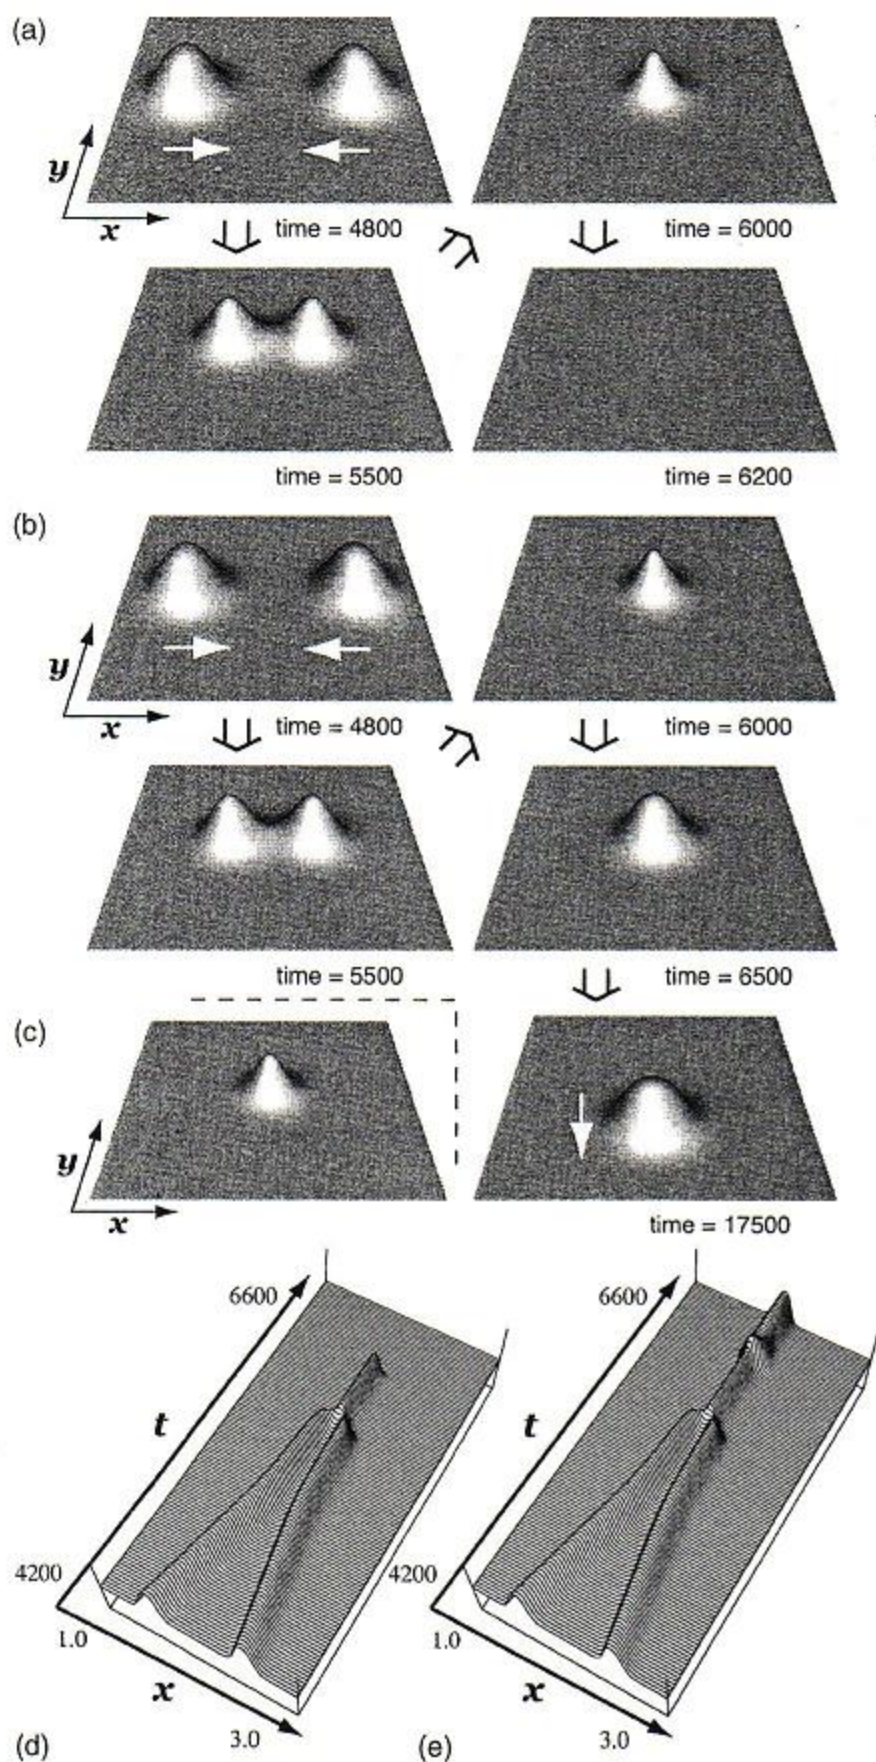 (a)
y
x
time = 4800
time = 6000
time = 5500
time = 6200
(b)
y
x
time = 4800
time = 6000
time = 5500
time = 6500
(c)
y
x
time = 17500
6600
t
4200
1.0
x
3.0
(d)
6600
t
4200
1.0
x
3.0
(e)